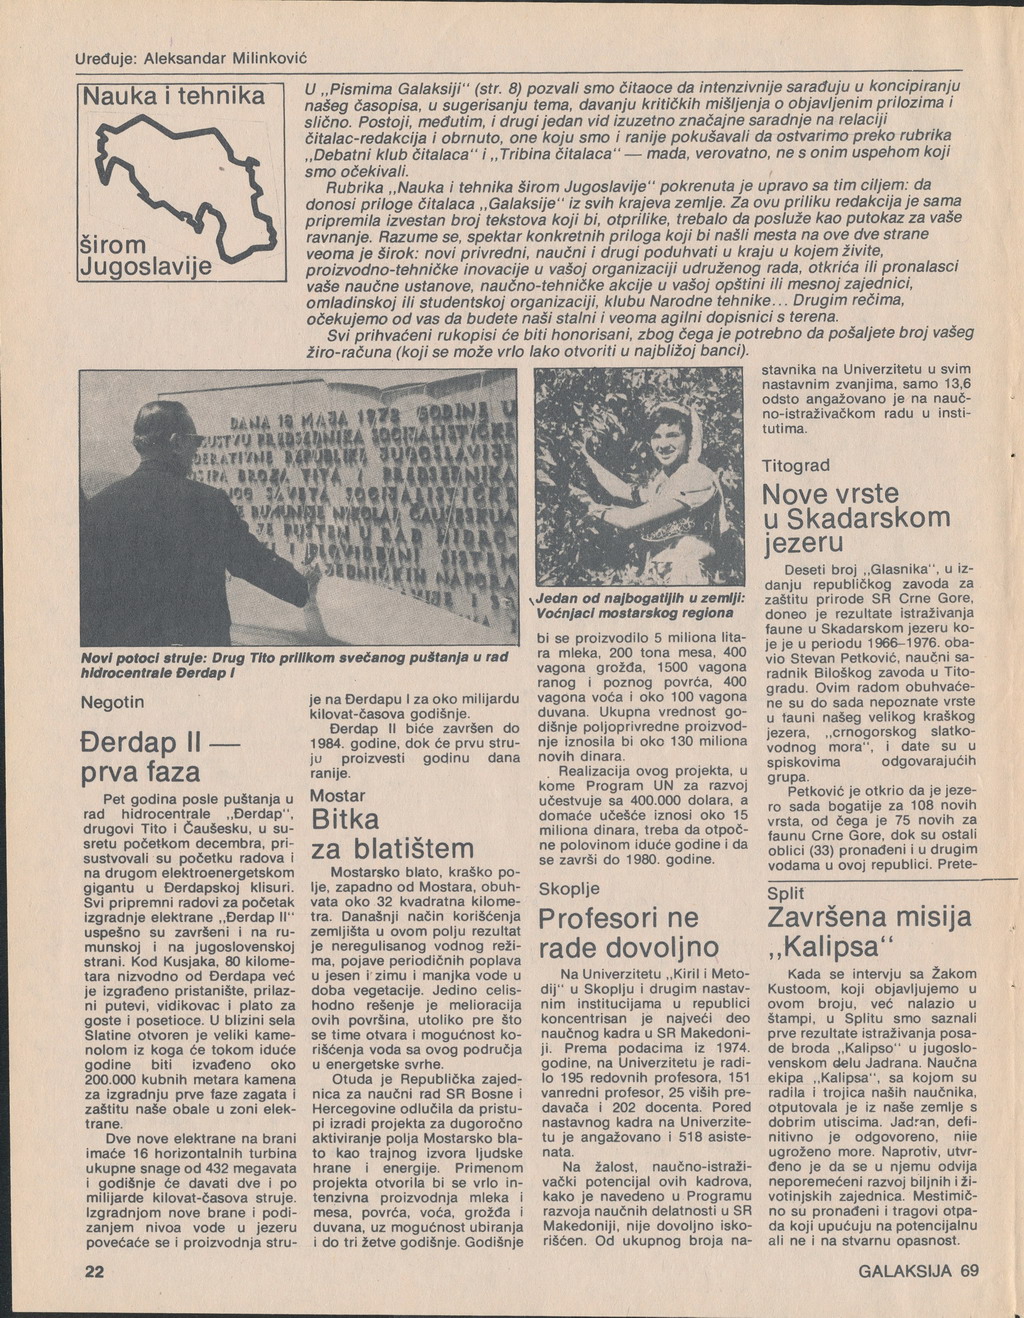 Uređuje: Aleksandar Milinković
Nauka i tehnika
širom
Jugoslavije
U „Pismima Galaksiji“ (str. 8) pozvali smo čitaoce da intenzivnije sarađuju u koncipiranju
našeg časopisa, u sugerisanju tema, davanju kritičkih mišljenja o objavljenim prilozima i
slično. Postoji, međutim, i drugi jedan vid izuzetno značajne saradnje na relaciji
čitalac-redakcija i obrnuto, one koju smo i ranije pokušavali da ostvarimo preko rubrika
„Debatni klub čitalaca“ i „Tribina čitalaca“ — mada, verovatno, ne s onim uspehom koji
smo očekivali.
Rubrika „Nauka i tehnika širom Jugoslavije“ pokrenuta je upravo sa tim ciljem: da
donosi priloge čitalaca „Galaksije“ iz svih krajeva zemlje. Za ovu priliku redakcija je sama
pripremila izvestan broj tekstova koji bi, otprilike, trebalo da posluže kao putokaz za vaše
ravnanje. Razume se, spektar konkretnih priloga koji bi našli mesta na ove dve strane
veoma je širok: novi privredni, naučni i drugi poduhvati u kraju u kojem živite,
proizvodno-tehničke inovacije u vašoj organizaciji udruženog rada, otkrića ili pronalasci
vaše naučne ustanove, naučno-tehničke akcije u vašoj opštini ili mesnoj zajednici,
omladinskoj ili studentskoj organizaciji, klubu Narodne tehnike... Drugim rečima,
očekujemo od vas da budete naši stalni i veoma agilni dopisnici s terena.
Svi prihvaćeni rukopisi će biti honorisani, zbog čega je potrebno da pošaljete broj vašeg
žiro-računa (koji se može vrlo lako otvoriti u najbližoj banci).
DANA 16 MAJA 1972 GODINE U
PREDSEDNIKA SOCIJALISTIČKE
REPUBLIKE JUGOSLAVIJE
BROZA TITA I PREDSEDNIKA
SAVETA SOCIJALISTIČKE
RUMUNIJE NIKOLAJ ČAUŠESKUA
PUŠTEN U RAD HIDRO
I PLOVIDBENI SISTEM
JEDNIČKIH NAPORA
Novi potoci struje: Drug Tito prilikom svečanog puštanja u rad
hidrocentrale Đerdap I
Negotin
Đerdap II —
prva faza
Pet godina posle puštanja u
rad hidrocentrale „Đerdap“,
drugovi Tito i Čaušesku, u su-
sretu početkom decembra, pri-
sustvovali su početku radova i
na drugom elektroenergetskom
gigantu u Đerdapskoj klisuri.
Svi pripremni radovi za početak
izgradnje elektrane „Đerdap II“
uspešno su završeni i na ru-
munskoj i na jugoslovenskoj
strani. Kod Kusjaka, 80 kilome-
tara nizvodno od Đerdapa već
je izgrađeno pristanište, prilaz-
ni putevi, vidikovac i plato za
goste i posetioce. U blizini sela
Slatine otvoren je veliki kame-
nolom iz koga će tokom iduće
godine biti izvađeno oko
200.000 kubnih metara kamena
za izgradnju prve faze zagata i
zaštitu naše obale u zoni elek-
trane.
Dve nove elektrane na brani
imaće 16 horizontalnih turbina
ukupne snage od 432 megavata
i godišnje će davati dve i po
milijarde kilovat-časova struje.
Izgradnjom nove brane i podi-
zanjem nivoa vode u jezeru
povećaće se i proizvodnja stru-
je na Đerdapu I za oko milijardu
kilovat-časova godišnje.
Đerdap II biće završen do
1984. godine, dok će prvu stru-
ju proizvesti godinu dana
ranije.
Mostar
Bitka
za blatištem
Mostarsko blato, kraško po-
lje, zapadno od Mostara, obuh-
vata oko 32 kvadratna kilome-
tra. Današnji način korišćenja
zemljišta u ovom polju rezultat
je neregulisanog vodnog reži-
ma, pojave periodičnih poplava
u jesen i zimu i manjka vode u
doba vegetacije. Jedino celis-
hodno rešenje je melioracija
ovih površina, utoliko pre što
se time otvara i mogućnost ko-
rišćenja voda sa ovog područja
u energetske svrhe.
Otuda je Republička zajed-
nica za naučni rad SR Bosne i
Hercegovine odlučila da pristu-
pi izradi projekta za dugoročno
aktiviranje polja Mostarsko bla-
to kao trajnog izvora ljudske
hrane i energije. Primenom
projekta otvorila bi se vrlo in-
tenzivna proizvodnja mleka i
mesa, povrća, voća, grožđa i
duvana, uz mogućnost ubiranja
i do tri žetve godišnje. Godišnje
Jedan od najbogatijih u zemlji:
Voćnjaci mostarskog regiona
bi se proizvodilo 5 miliona lita-
ra mleka, 200 tona mesa, 400
vagona grožđa, 1500 vagona
ranog i poznog povrća, 400
vagona voća i oko 100 vagona
duvana. Ukupna vrednost go-
dišnje poljoprivredne proizvod-
nje iznosila bi oko 130 miliona
novih dinara.
Realizacija ovog projekta, u
kome Program UN za razvoj
učestvuje sa 400.000 dolara, a
domaće učešće iznosi oko 15
miliona dinara, treba da otpoč-
ne polovinom iduće godine i da
se završi do 1980. godine.
Skoplje
Profesori ne
rade dovoljno
Na Univerzitetu „Kiril i Meto-
dij“ u Skoplju i drugim nastav-
nim institucijama u republici
koncentrisan je najveći deo
naučnog kadra u SR Makedoni-
ji. Prema podacima iz 1974.
godine, na Univerzitetu je radi-
lo 195 redovnih profesora, 151
vanredni profesor, 25 viših pre-
davača i 202 docenta. Pored
nastavnog kadra na Univerzite-
tu je angažovano i 518 asiste-
nata.
Na žalost, naučno-istraži-
vački potencijal ovih kadrova,
kako je navedeno u Programu
razvoja naučnih delatnosti u SR
Makedoniji, nije dovoljno isko-
rišćen. Od ukupnog broja na-
stavnika na Univerzitetu u svim
nastavnim zvanjima, samo 13,6
odsto angažovano je na nauč-
no-istraživačkom radu u insti-
tutima.
Titograd
Nove vrste
u Skadarskom
jezeru
Deseti broj „Glasnika“, u iz-
danju republičkog zavoda za
zaštitu prirode SR Crne Gore,
doneo je rezultate istraživanja
faune u Skadarskom jezeru ko-
je je u periodu 1966–1976. oba-
vio Stevan Petković, naučni sa-
radnik Biloškog zavoda u Tito-
gradu. Ovim radom obuhvaće-
ne su do sada nepoznate vrste
u fauni našeg velikog kraškog
jezera, „crnogorskog slatko-
vodnog mora“, i date su u
spiskovima odgovarajućih
grupa.
Petković je otkrio da je jeze-
ro sada bogatije za 108 novih
vrsta, od čega je 75 novih za
faunu Crne Gore, dok su ostali
oblici (33) pronađeni i u drugim
vodama u ovoj republici. Prete-
Split
Završena misija
„Kalipsa“
Kada se intervju sa Žakom
Kustoom, koji objavljujemo u
ovom broju, već nalazio u
štampi, u Splitu smo saznali
prve rezultate istraživanja posa-
de broda „Kalipso“ u jugoslo-
venskom delu Jadrana. Naučna
ekipa „Kalipsa“, sa kojom su
radila i trojica naših naučnika,
otputovala je iz naše zemlje s
dobrim utiscima. Jadran, defi-
nitivno je odgovoreno, nije
ugroženo more. Naprotiv, utvr-
đeno je da se u njemu odvija
neporemećeni razvoj biljnih i ži-
votinjskih zajednica. Mestimič-
no su pronađeni i tragovi otpa-
da koji upućuju na potencijalnu
ali ne i na stvarnu opasnost.
22
GALAKSIJA 69